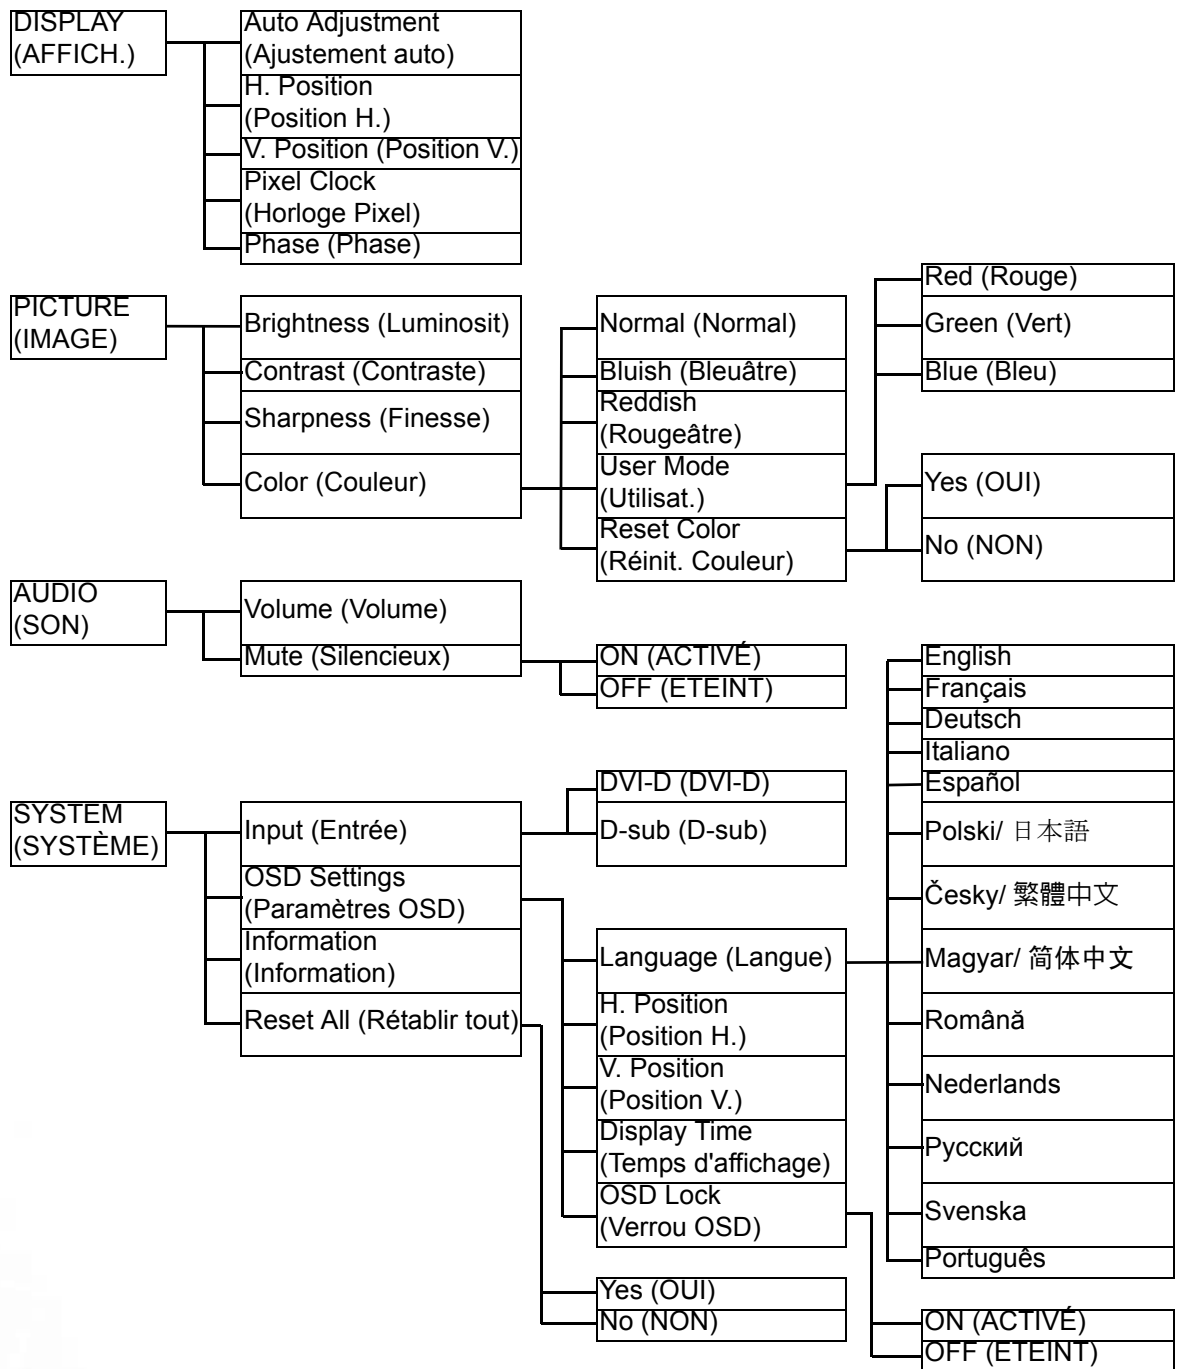 DISPLAY
(AFFICH.)
Auto Adjustment
(Ajustement auto)
H. Position
(Position H.)
V. Position (Position V.)
Pixel Clock
(Horloge Pixel)
Phase (Phase)
PICTURE
(IMAGE)
Brightness (Luminosit)
Contrast (Contraste)
Sharpness (Finesse)
Color (Couleur)
Normal (Normal)
Bluish (Bleuâtre)
Reddish
(Rougeâtre)
User Mode
(Utilisat.)
Reset Color
(Réinit. Couleur)
Red (Rouge)
Green (Vert)
Blue (Bleu)
Yes (OUI)
No (NON)
AUDIO
(SON)
Volume (Volume)
Mute (Silencieux)
ON (ACTIVÉ)
OFF (ETEINT)
SYSTEM
(SYSTÈME)
Input (Entrée)
OSD Settings
(Paramètres OSD)
Information
(Information)
Reset All (Rétablir tout)
DVI-D (DVI-D)
D-sub (D-sub)
Language (Langue)
H. Position
(Position H.)
V. Position
(Position V.)
Display Time
(Temps d'affichage)
OSD Lock
(Verrou OSD)
Yes (OUI)
No (NON)
English
Français
Deutsch
Italiano
Español
Polski/ 日本語
Česky/ 繁體中文
Magyar/ 简体中文
Română
Nederlands
Русский
Svenska
Português
ON (ACTIVÉ)
OFF (ETEINT)